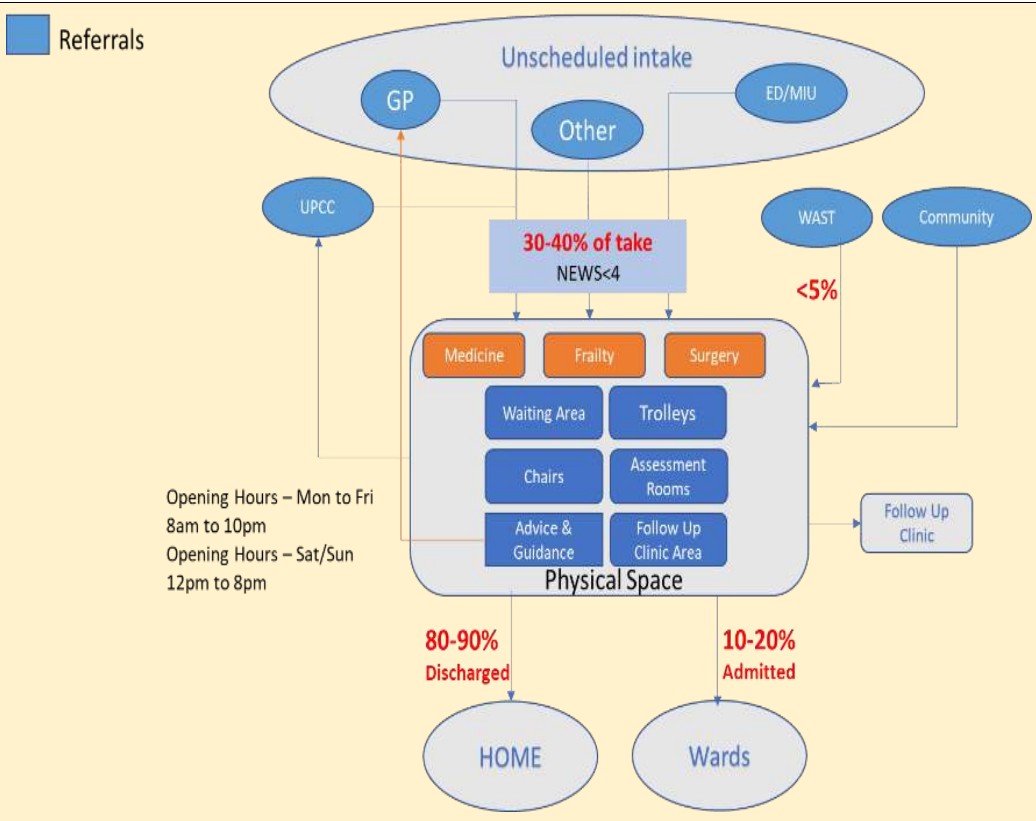 Referrals
Unscheduled intake
GP
Other
ED/MIU
UPCC
WAST
Community
30-40% of take
NEWS<4
<5%
Medicine
Frailty
Surgery
Waiting Area
Trolleys
Chairs
Assessment
Rooms
Advice &
Guidance
Follow Up
Clinic Area
Physical Space
Opening Hours – Mon to Fri
8am to 10pm
Opening Hours – Sat/Sun
12pm to 8pm
Follow Up
Clinic
80-90%
Discharged
10-20%
Admitted
HOME
Wards